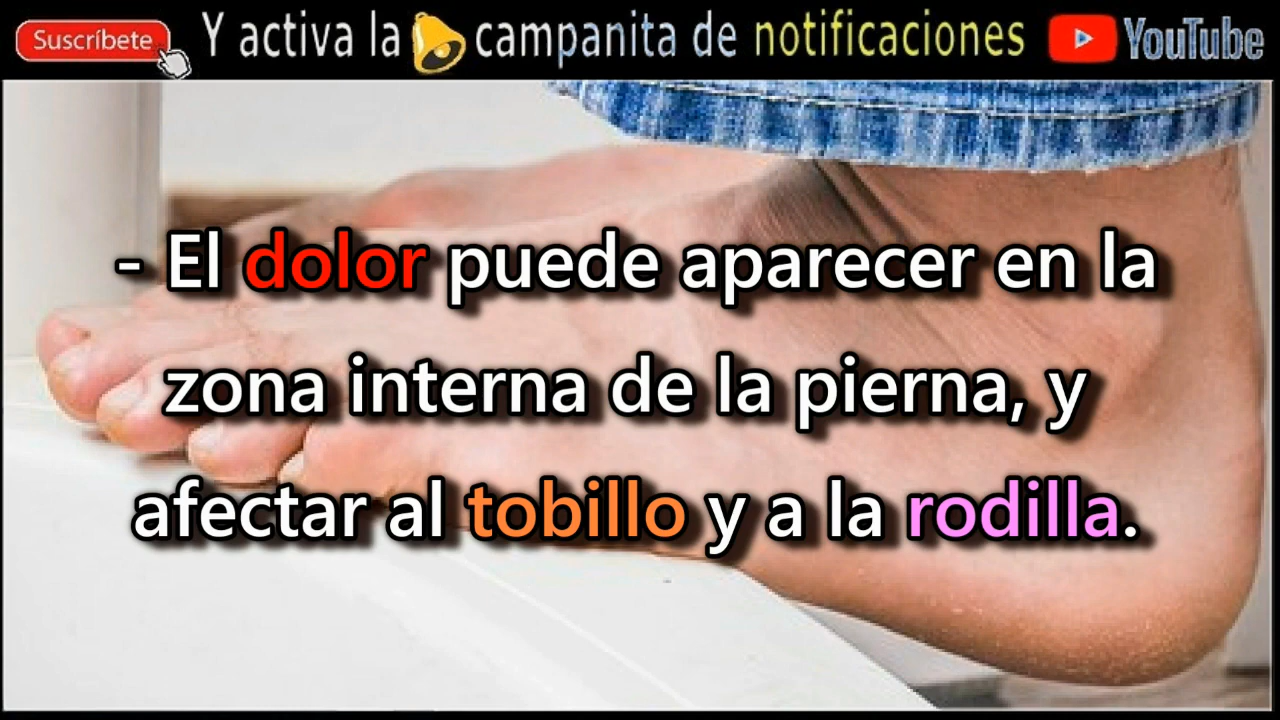 Suscríbete Y activa la campanita de notificaciones YouTube
- El dolor puede aparecer en la
zona interna de la pierna, y
afectar al tobillo y a la rodilla.